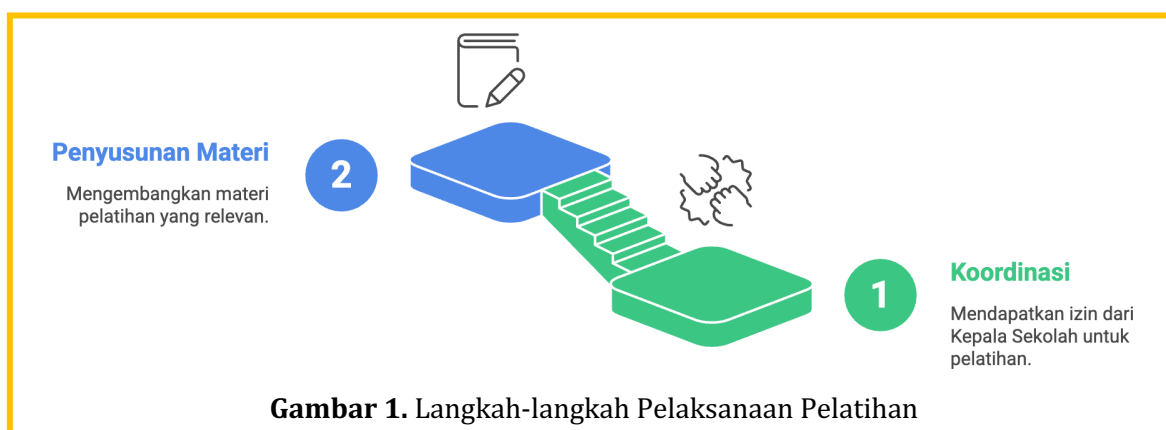 Penyusunan Materi
Mengembangkan materi
pelatihan yang relevan.
2
1
Koordinasi
Mendapatkan izin dari
Kepala Sekolah untuk
pelatihan.
Gambar 1. Langkah-langkah Pelaksanaan Pelatihan